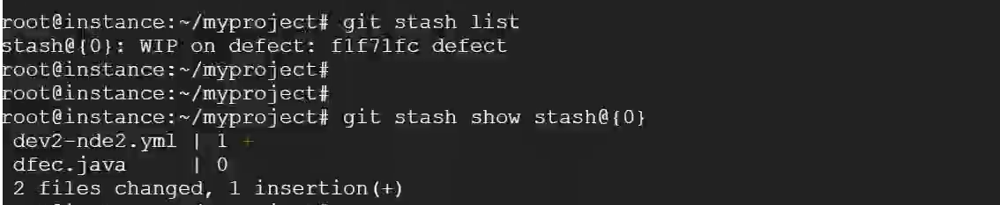 root@instance:~/myproject# git stash list
stash@{0}: WIP on defect: f1f71fc defect
root@instance:~/myproject#
root@instance:~/myproject#
root@instance:~/myproject# git stash show stash@{0}
dev2-nde2.yml | 1 +
dfec.java | 0
2 files changed, 1 insertion(+)